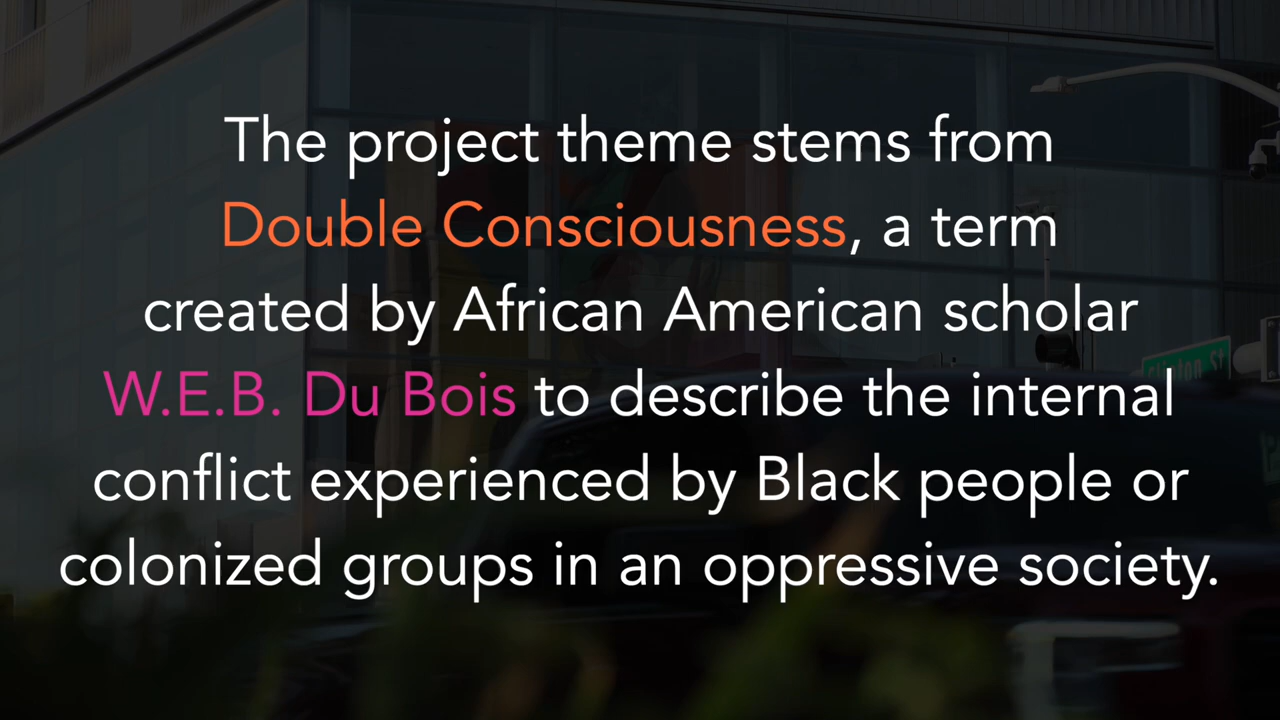 The project theme stems from
Double Consciousness, a term
created by African American scholar
W.E.B. Du Bois to describe the internal
conflict experienced by Black people or
colonized groups in an oppressive society.